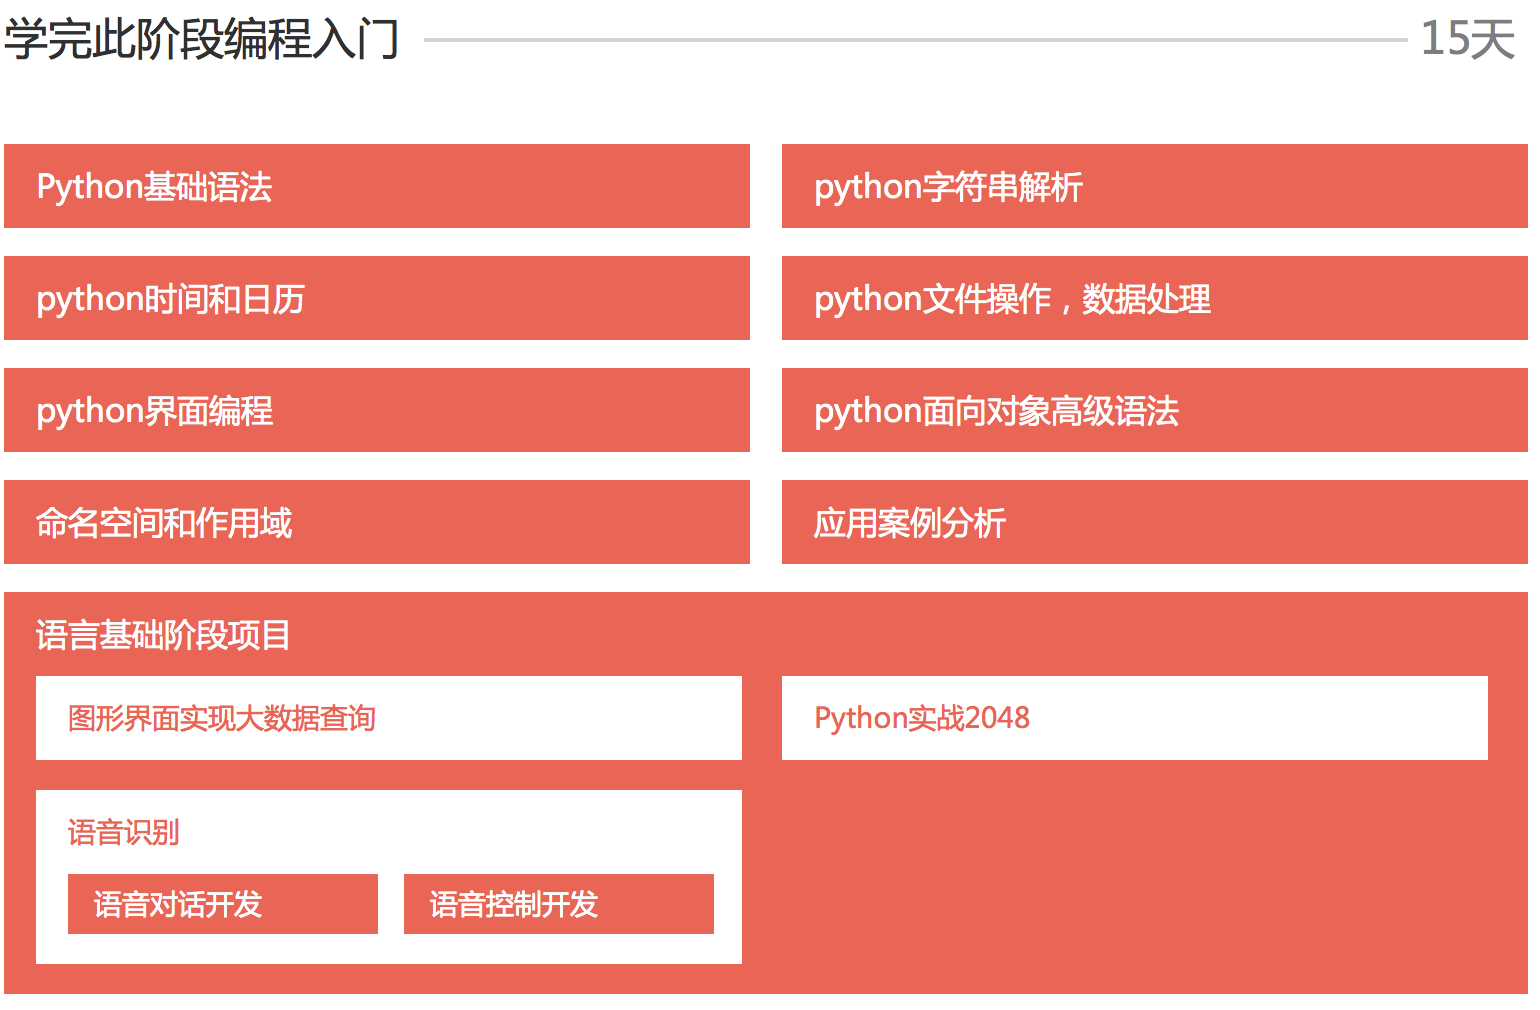 学完此阶段编程入门 15天
Python基础语法
python字符串解析
python时间和日历
python文件操作，数据处理
python界面编程
python面向对象高级语法
命名空间和作用域
应用案例分析
语言基础阶段项目
图形界面实现大数据查询
Python实战2048
语音识别
语音对话开发
语音控制开发